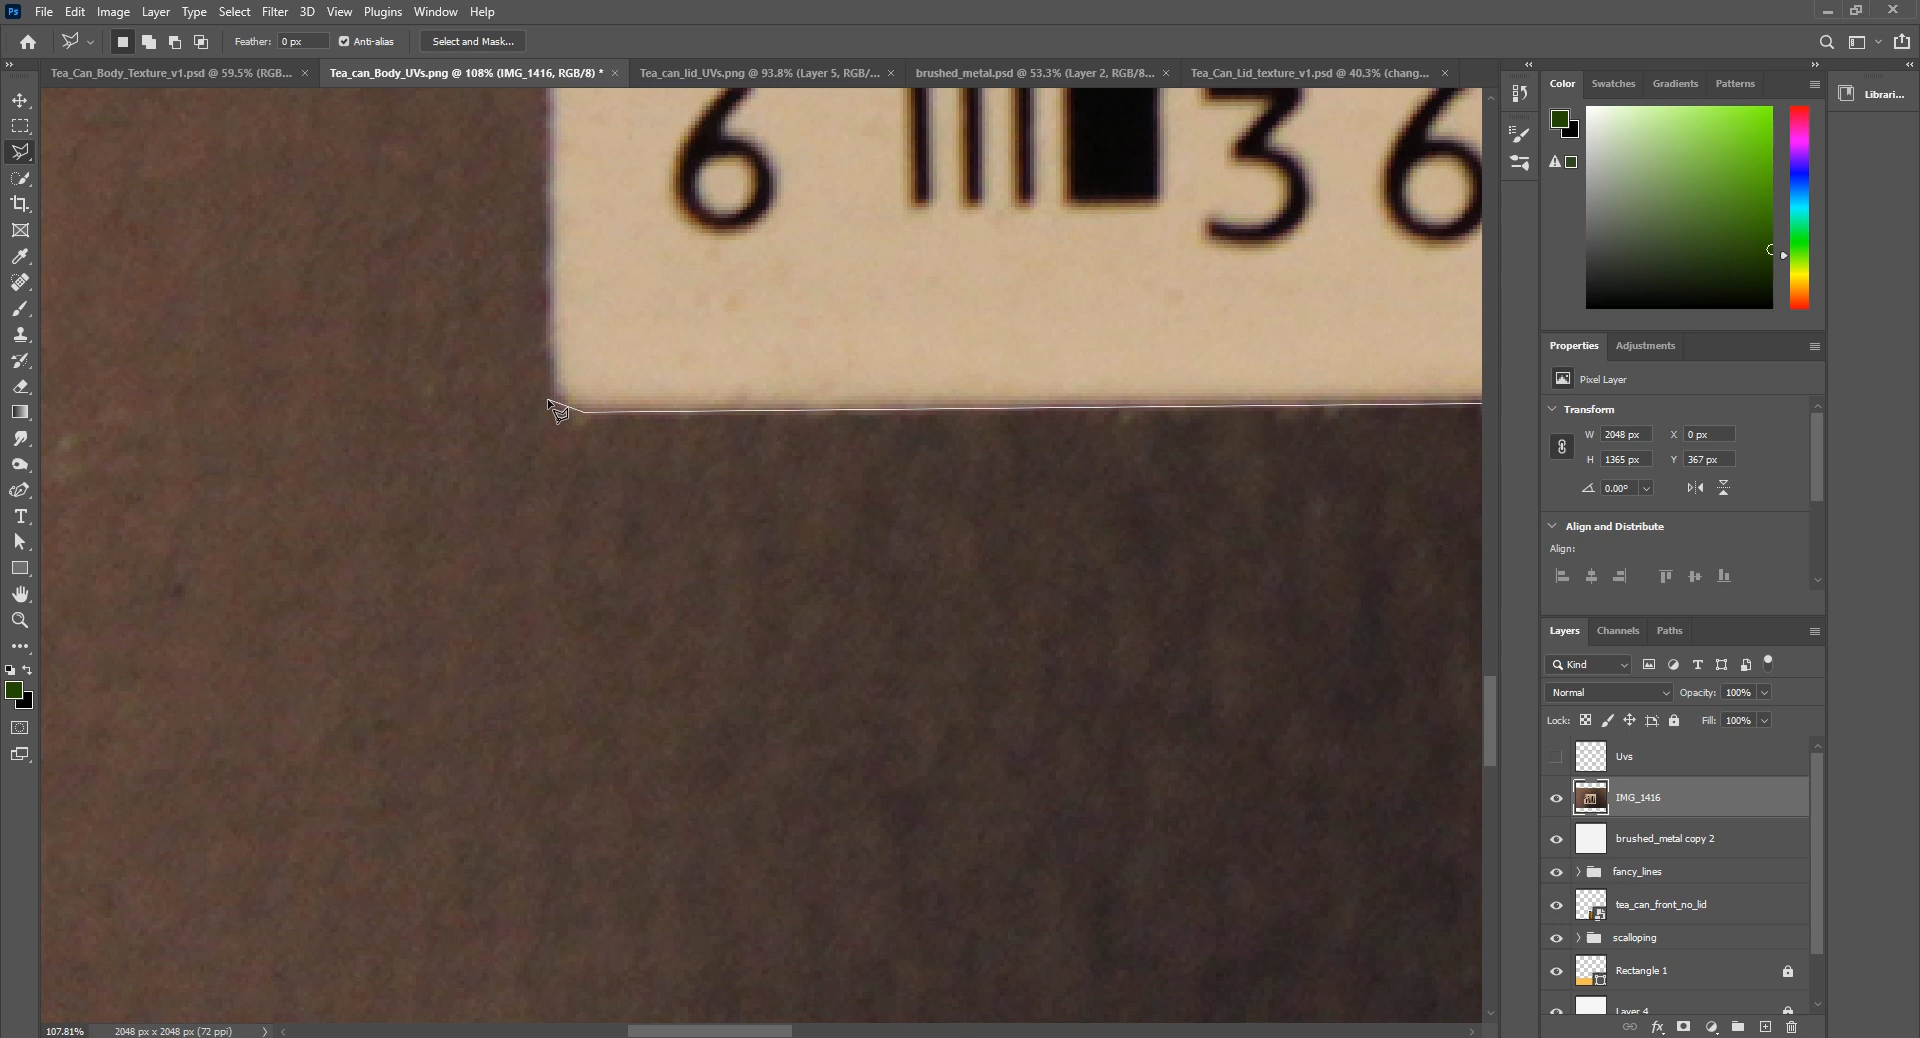 Ps File Edit Image Layer Type Select Filter 3D View Plugins Window Help
Feather: 0 px Anti-alias Select and Mask...
Tea_Can_Body_Texture_v1.psd @ 59.5% (RGB... × Tea_can_Body_UVs.png @ 108% (IMG_1416, RGB/8) * × Tea_can_lid_UVs.png @ 93.8% (Layer 5, RGB/... × brushed_metal.psd @ 53.3% (Layer 2, RGB/8... × Tea_Can_Lid_texture_v1.psd @ 40.3% (chang... ×
Color Swatches Gradients Patterns
Librari...
6 3 6
Properties Adjustments
Pixel Layer
Transform
W 2048 px X 0 px
H 1365 px Y 367 px
0.00°
Align and Distribute
Align:
Layers Channels Paths
Kind
Normal Opacity: 100%
Lock: Fill: 100%
Uvs
IMG_1416
brushed_metal copy 2
fancy_lines
tea_can_front_no_lid
scalloping
Rectangle 1
Layer 4
107.81% 2048 px x 2048 px (72 ppi)